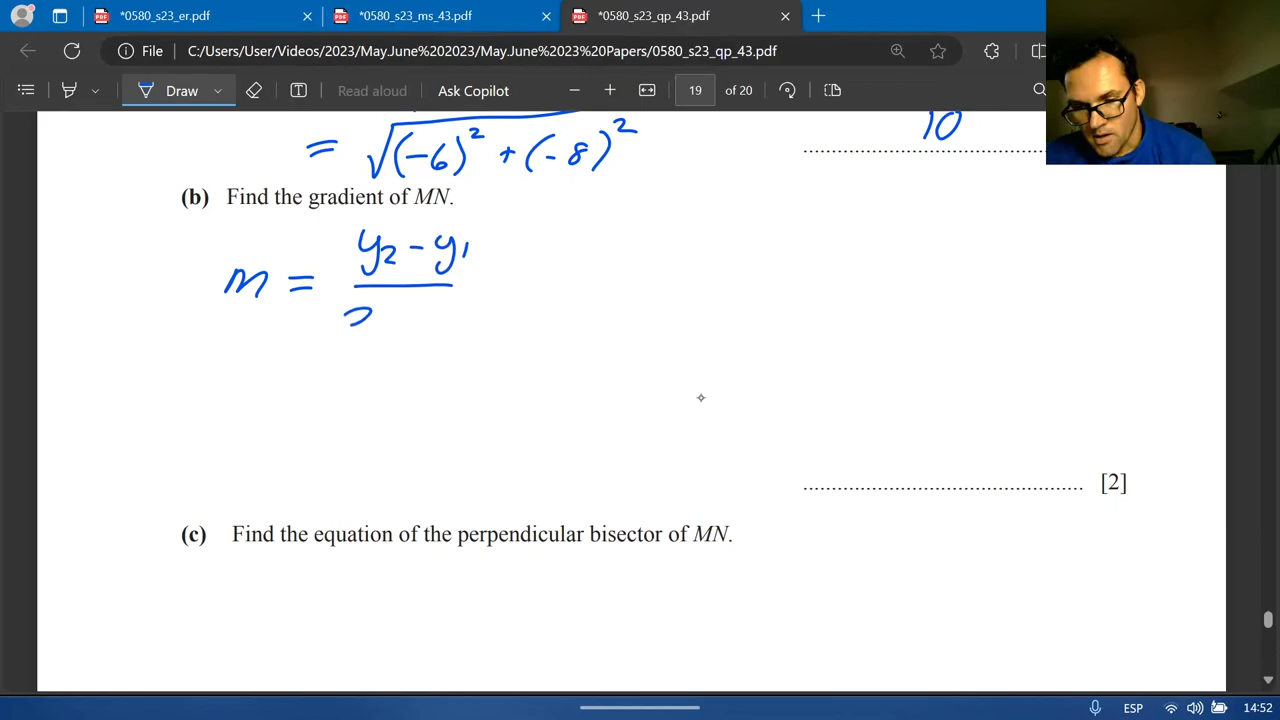 *0580_s23_er.pdf
*0580_s23_ms_43.pdf
*0580_s23_qp_43.pdf
File C:/Users/User/Videos/2023/May.June%202023/May.June%2023%20Papers/0580_s23_qp_43.pdf
Draw Read aloud Ask Copilot 19 of 20
= √(-6)² + (-8)²
10
(b) Find the gradient of MN.
m = y₂ - y₁
[2]
(c) Find the equation of the perpendicular bisector of MN.
ESP 14:52